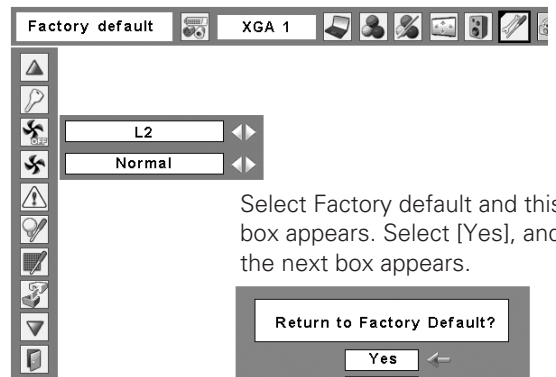 Factory default
XGA 1
OFF
L2
Normal
Select Factory default and this
box appears. Select [Yes], and
the next box appears.
Return to Factory Default?
Yes